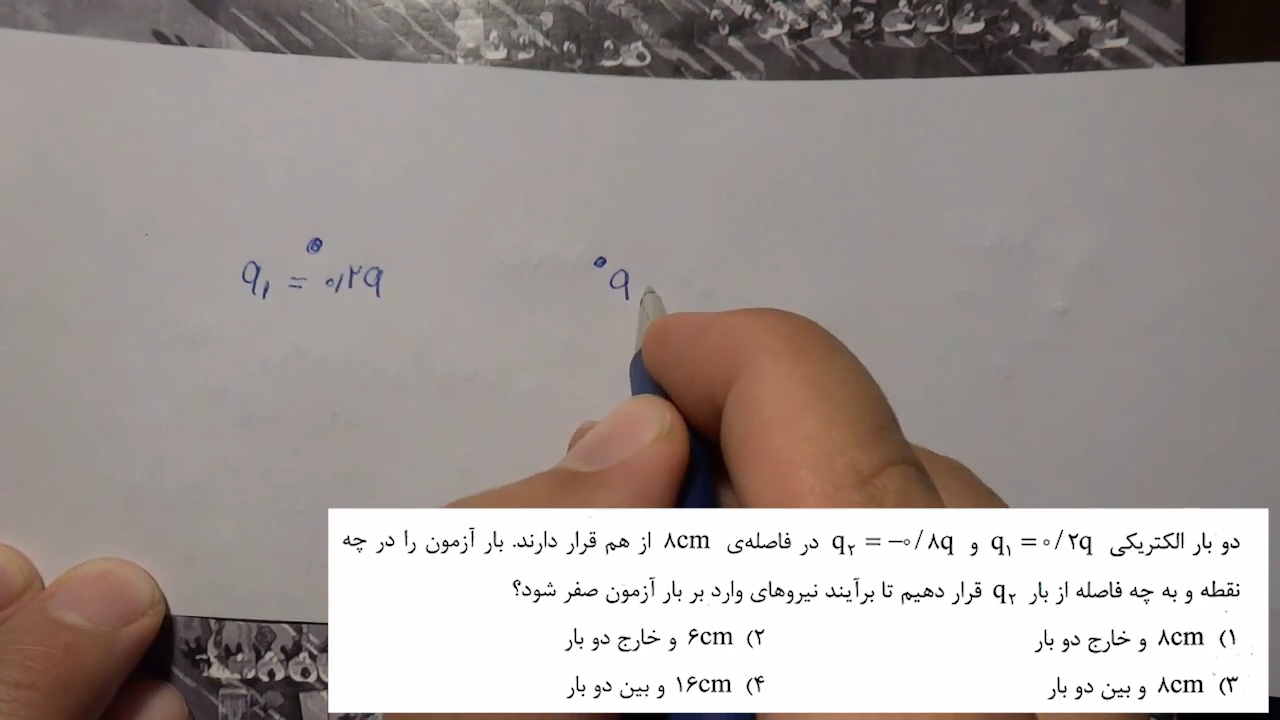 q₁ = ۰/۲q
q
دو بار الکتریکی q₁ = ۰/۲q و q₂ = -۰/۸q در فاصله‌ی ۸cm از هم قرار دارند. بار آزمون را در چه
نقطه و به چه فاصله از بار q₂ قرار دهیم تا برآیند نیروهای وارد بر بار آزمون صفر شود؟
۱) ۸cm و خارج دو بار ۲) ۶cm و خارج دو بار
۳) ۸cm و بین دو بار ۴) ۱۶cm و بین دو بار